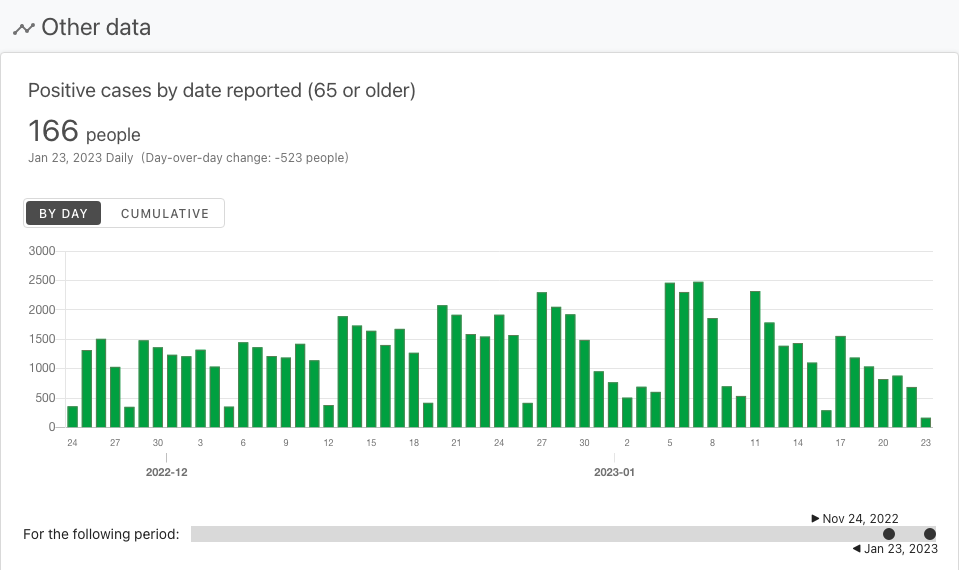 Other data
Positive cases by date reported (65 or older)
166 people
Jan 23, 2023 Daily (Day-over-day change: -523 people)
BY DAY CUMULATIVE
3000
2500
2000
1500
1000
500
0
24 27 30 3 6 9 12 15 18 21 24 27 30 2 5 8 11 14 17 20 23
2022-12 2023-01
▶ Nov 24, 2022
For the following period:
◀ Jan 23, 2023